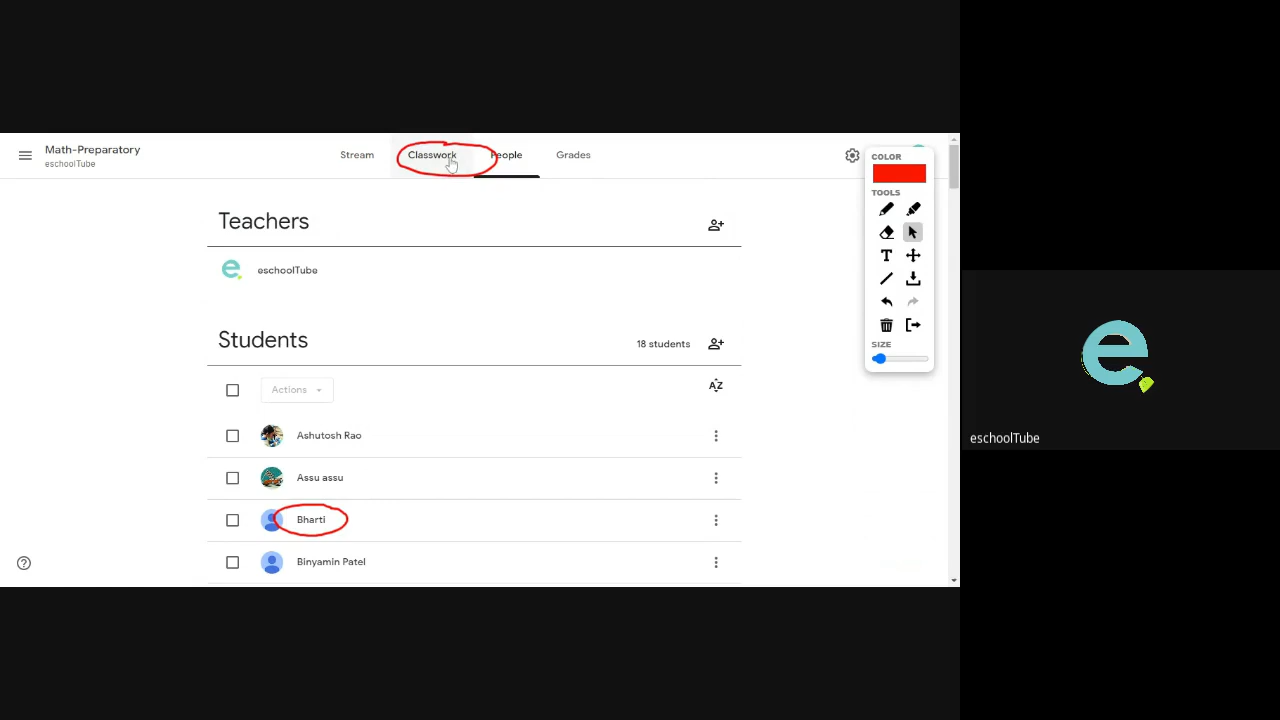 Math-Preparatory
eschoolTube
Stream Classwork People Grades
Teachers
eschoolTube
Students
18 students
Actions
AZ
Ashutosh Rao
Assu assu
Bharti
Binyamin Patel
COLOR
TOOLS
T
SIZE
e
eschoolTube